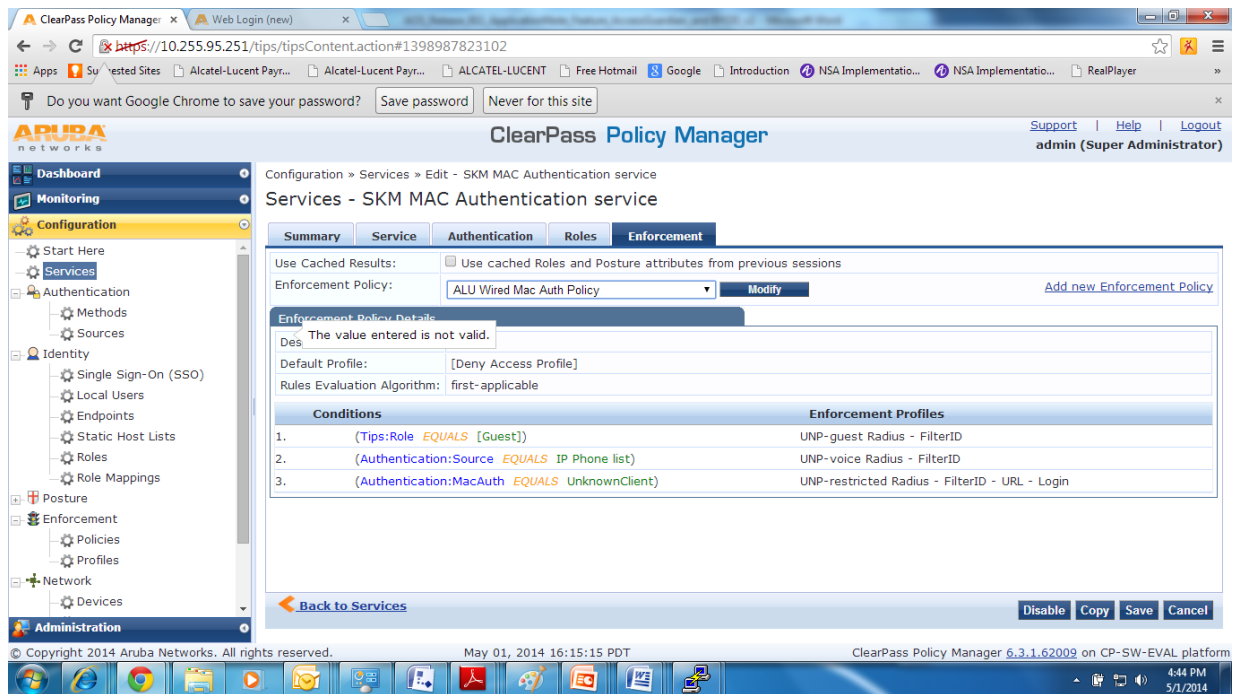 ClearPass Policy Manager
Web Login (new)
https://10.255.95.251/tips/tipsContent.action#1398987823102
Apps Alcatel-Lucent Payr... Alcatel-Lucent Payr... ALCATEL-LUCENT Free Hotmail Google Introduction NSA Implementatio... NSA Implementatio... RealPlayer »
Do you want Google Chrome to save your password? Save password Never for this site
ARUBA networks
ClearPass Policy Manager
Support | Help | Logout
admin (Super Administrator)
Dashboard
Monitoring
Configuration
Start Here
Services
Authentication
Methods
Sources
Identity
Single Sign-On (SSO)
Local Users
Endpoints
Static Host Lists
Roles
Role Mappings
Posture
Enforcement
Policies
Profiles
Network
Devices
Administration
Configuration » Services » Edit - SKM MAC Authentication service
Services - SKM MAC Authentication service
Summary Service Authentication Roles Enforcement
Use Cached Results: Use cached Roles and Posture attributes from previous sessions
Enforcement Policy: ALU Wired Mac Auth Policy Modify Add new Enforcement Policy
Enforcement Policy Details
The value entered is not valid.
Default Profile: [Deny Access Profile]
Rules Evaluation Algorithm: first-applicable
Conditions Enforcement Profiles
1. (Tips:Role EQUALS [Guest]) UNP-guest Radius - FilterID
2. (Authentication:Source EQUALS IP Phone list) UNP-voice Radius - FilterID
3. (Authentication:MacAuth EQUALS UnknownClient) UNP-restricted Radius - FilterID - URL - Login
Back to Services
Disable Copy Save Cancel
© Copyright 2014 Aruba Networks. All rights reserved. May 01, 2014 16:15:15 PDT ClearPass Policy Manager 6.3.1.62009 on CP-SW-EVAL platform
4:44 PM
5/1/2014